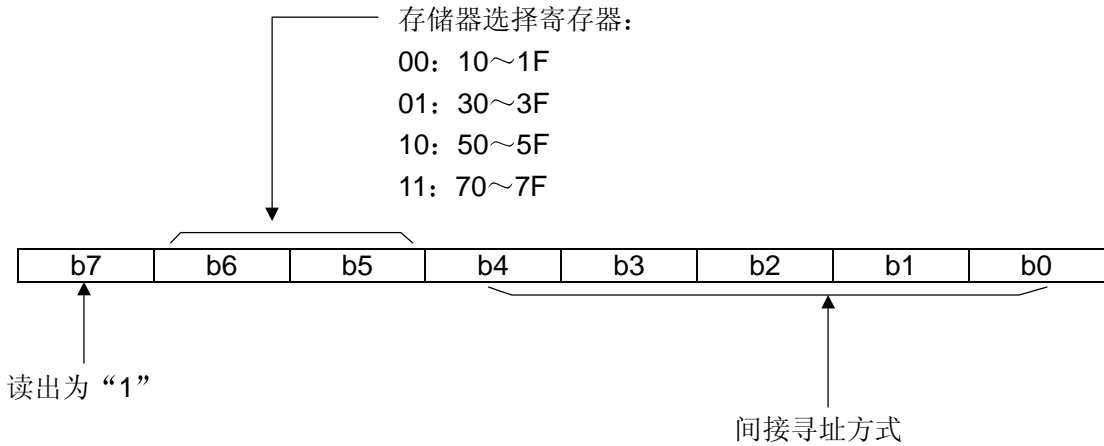 存储器选择寄存器：
00：10～1F
01：30～3F
10：50～5F
11：70～7F
b7 b6 b5 b4 b3 b2 b1 b0
读出为“1”
间接寻址方式